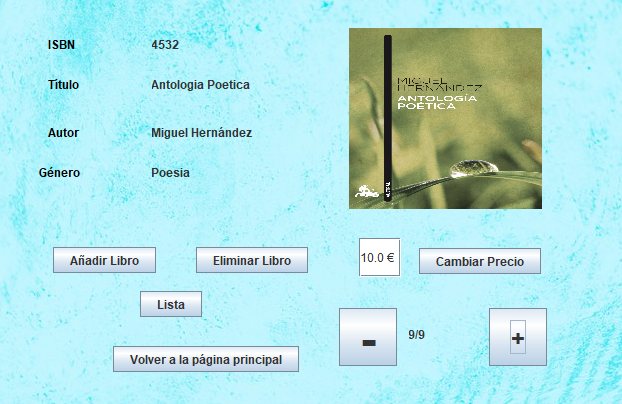 ISBN 4532
Título Antologia Poetica
Autor Miguel Hernández
Género Poesia
MIGUEL
HERNÁNDEZ
ANTOLOGÍA
POÉTICA
Añadir Libro Eliminar Libro 10.0 € Cambiar Precio
Lista
- 9/9 +
Volver a la página principal